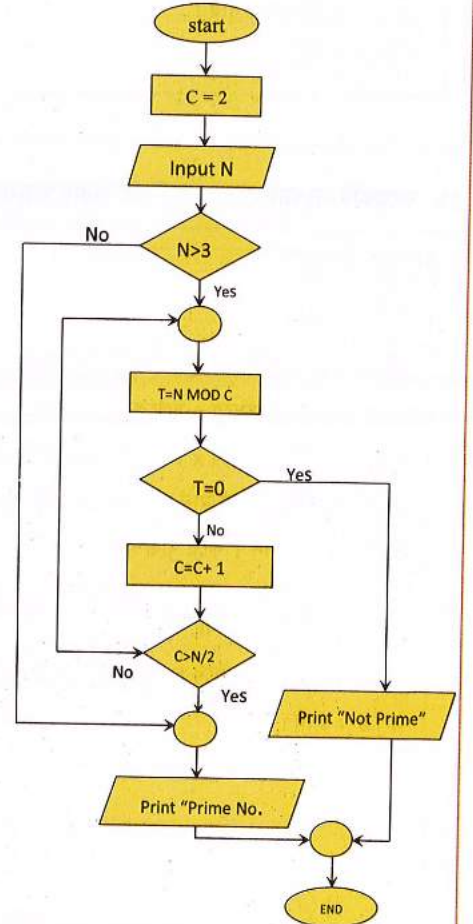 start
C = 2
Input N
N>3
No
Yes
T=N MOD C
T=0
Yes
No
C=C+ 1
C>N/2
No
Yes
Print "Not Prime"
Print "Prime No.
END